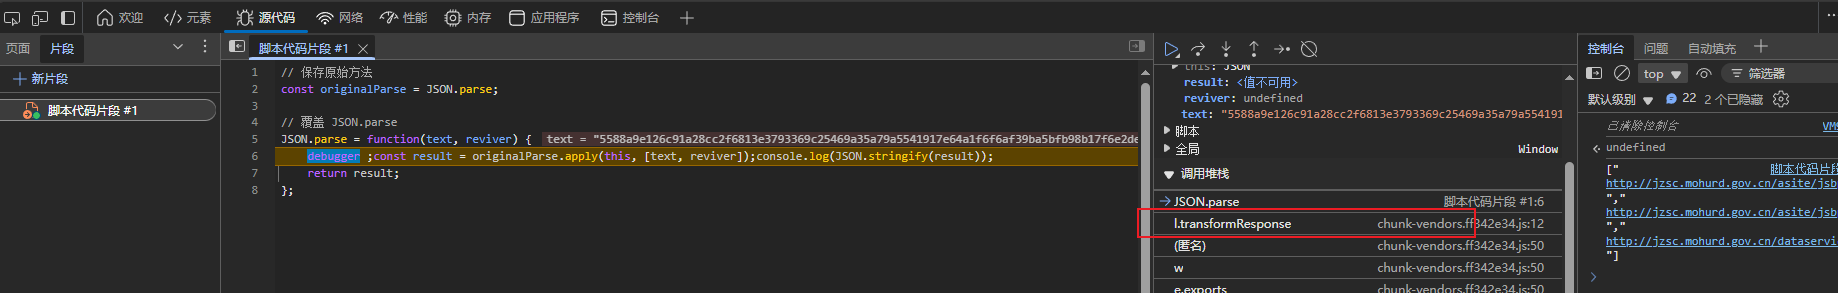 欢迎 元素 源代码 网络 性能 内存 应用程序 控制台
页面 片段
新片段
脚本代码片段 #1
脚本代码片段 #1
1 // 保存原始方法
2 const originalParse = JSON.parse;
3
4 // 覆盖 JSON.parse
5 JSON.parse = function(text, reviver) { text = "5588a9e126c91a28cc2f6813e3793369c25469a35a79a5541917e64a1f6f6af39ba5bfb98b17f6e2de
6 debugger ;const result = originalParse.apply(this, [text, reviver]);console.log(JSON.stringify(result));
7 return result;
8 };
this: JSON
result: <值不可用>
reviver: undefined
text: "5588a9e126c91a28cc2f6813e3793369c25469a35a79a5541917
脚本
全局 Window
调用堆栈
JSON.parse 脚本代码片段 #1:6
l.transformResponse chunk-vendors.ff342e34.js:12
(匿名) chunk-vendors.ff342e34.js:50
w chunk-vendors.ff342e34.js:50
e.exports chunk-vendors.ff342e34.js:50
控制台 问题 自动填充
top 筛选器
默认级别 22 2 个已隐藏
已清除控制台 VM
undefined
[" 脚本代码片段
http://jzsc.mohurd.gov.cn/asite/jsb
","
http://jzsc.mohurd.gov.cn/asite/jsb
","
http://jzsc.mohurd.gov.cn/dataservi
"]